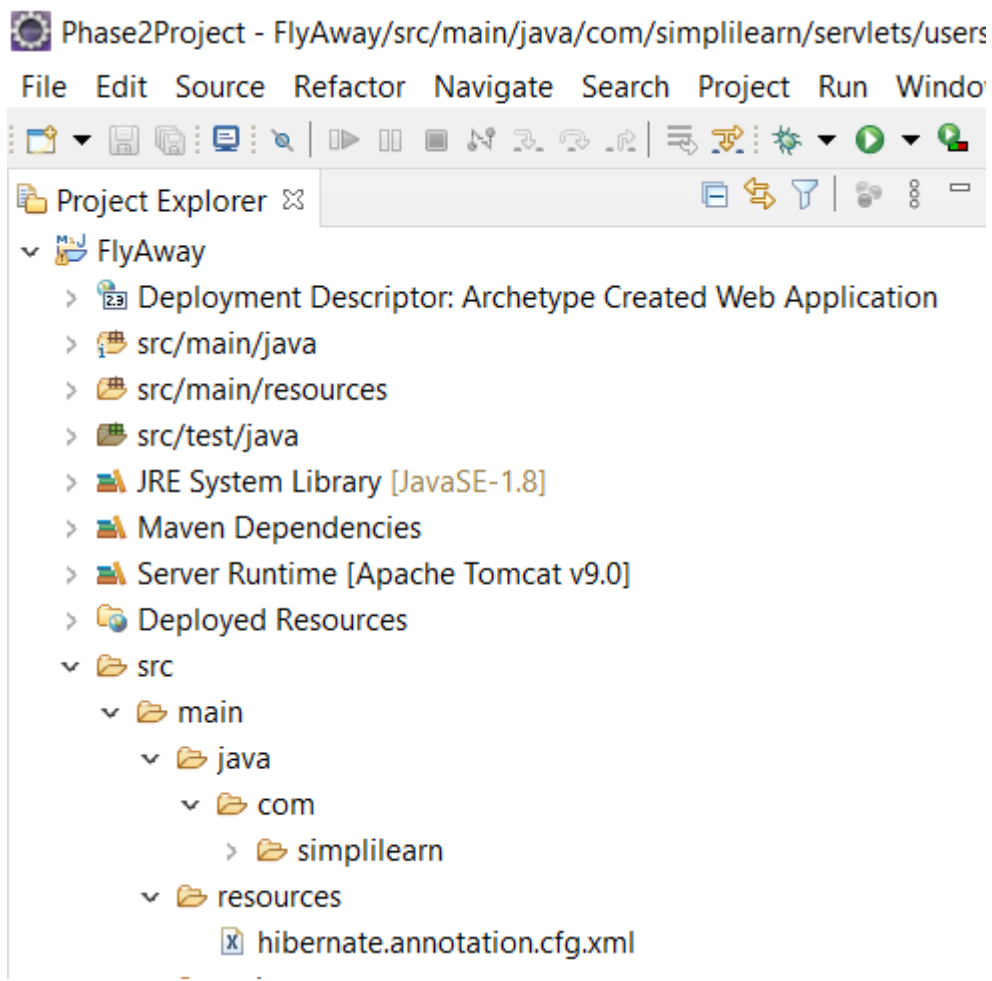 Phase2Project - FlyAway/src/main/java/com/simplilearn/servlets/users
File Edit Source Refactor Navigate Search Project Run Windo
Project Explorer
FlyAway
Deployment Descriptor: Archetype Created Web Application
src/main/java
src/main/resources
src/test/java
JRE System Library [JavaSE-1.8]
Maven Dependencies
Server Runtime [Apache Tomcat v9.0]
Deployed Resources
src
main
java
com
simplilearn
resources
hibernate.annotation.cfg.xml